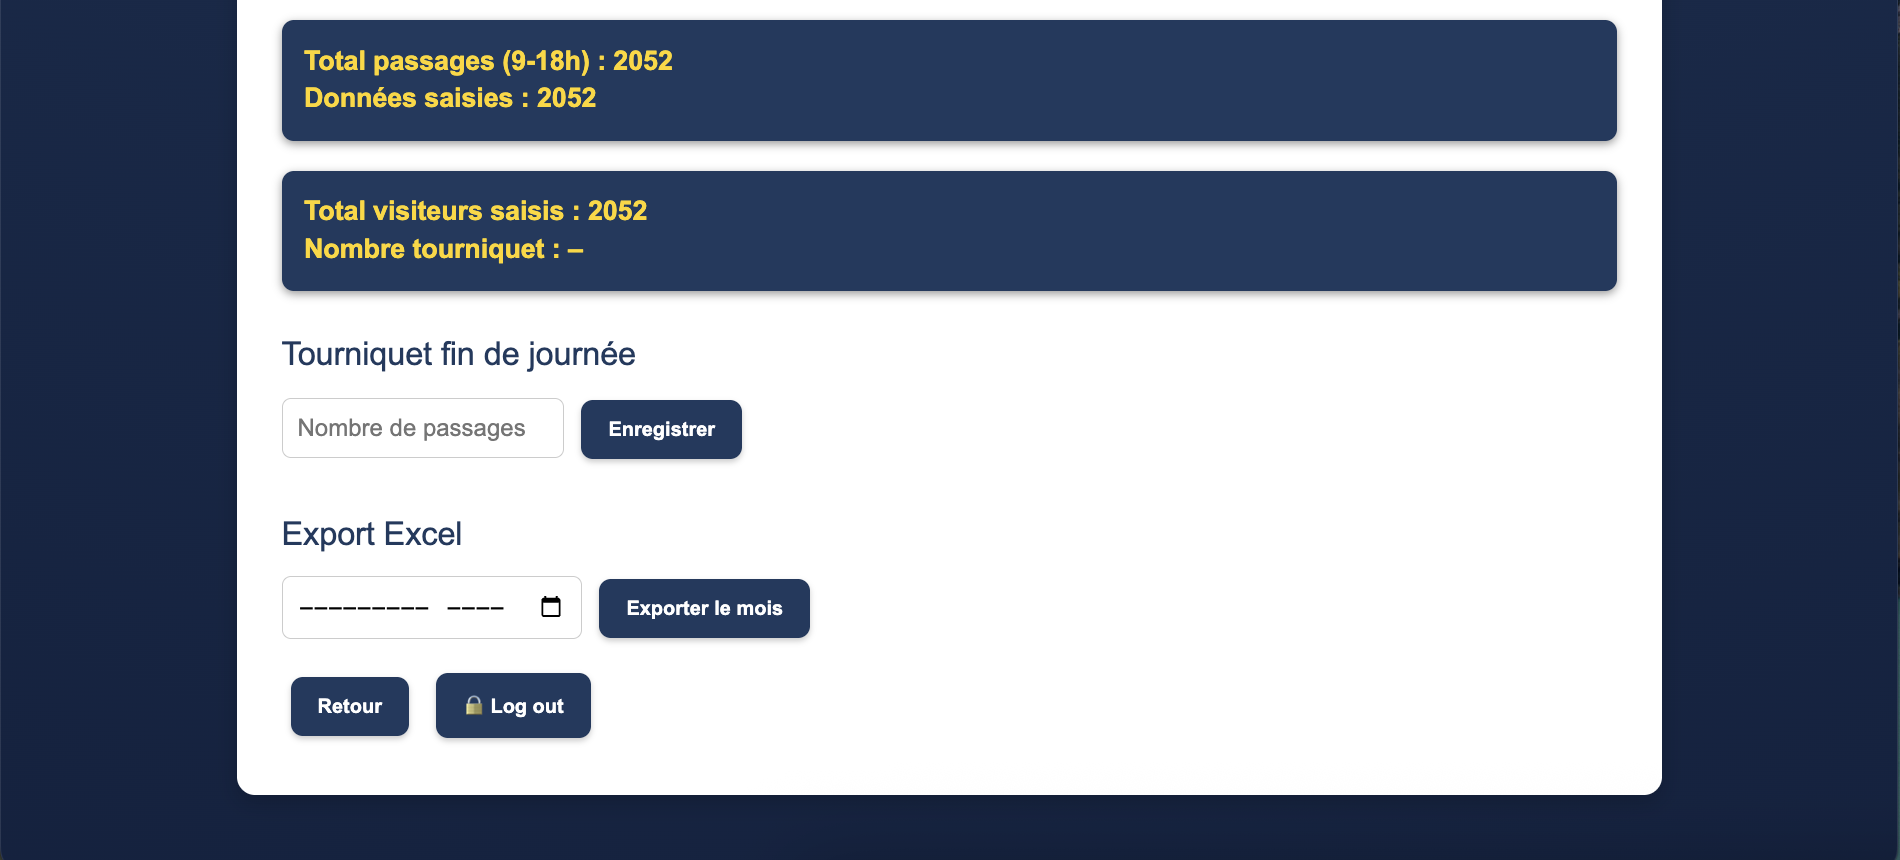 Total passages (9-18h) : 2052
Données saisies : 2052
Total visiteurs saisis : 2052
Nombre tourniquet : –
Tourniquet fin de journée
Nombre de passages
Enregistrer
Export Excel
--------- ----
Exporter le mois
Retour
🔒 Log out